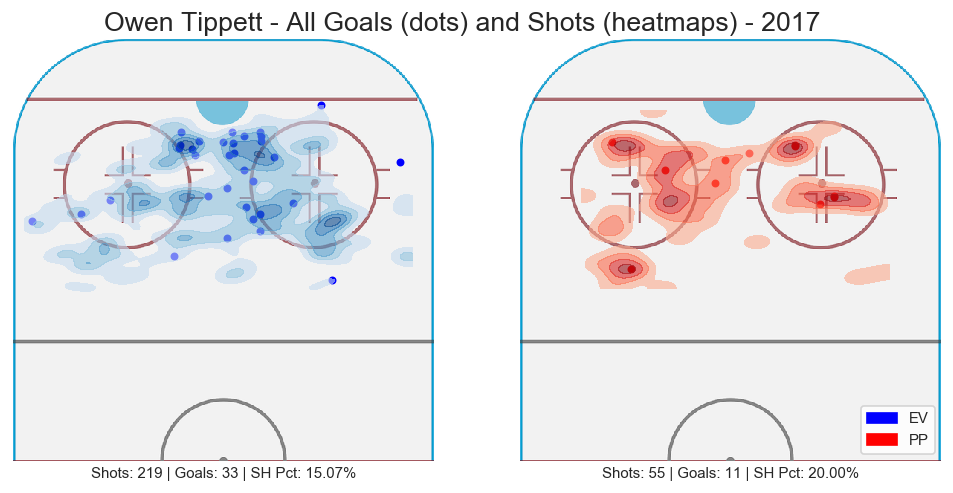 Owen Tippett - All Goals (dots) and Shots (heatmaps) - 2017
EV
PP
Shots: 219 | Goals: 33 | SH Pct: 15.07%
Shots: 55 | Goals: 11 | SH Pct: 20.00%